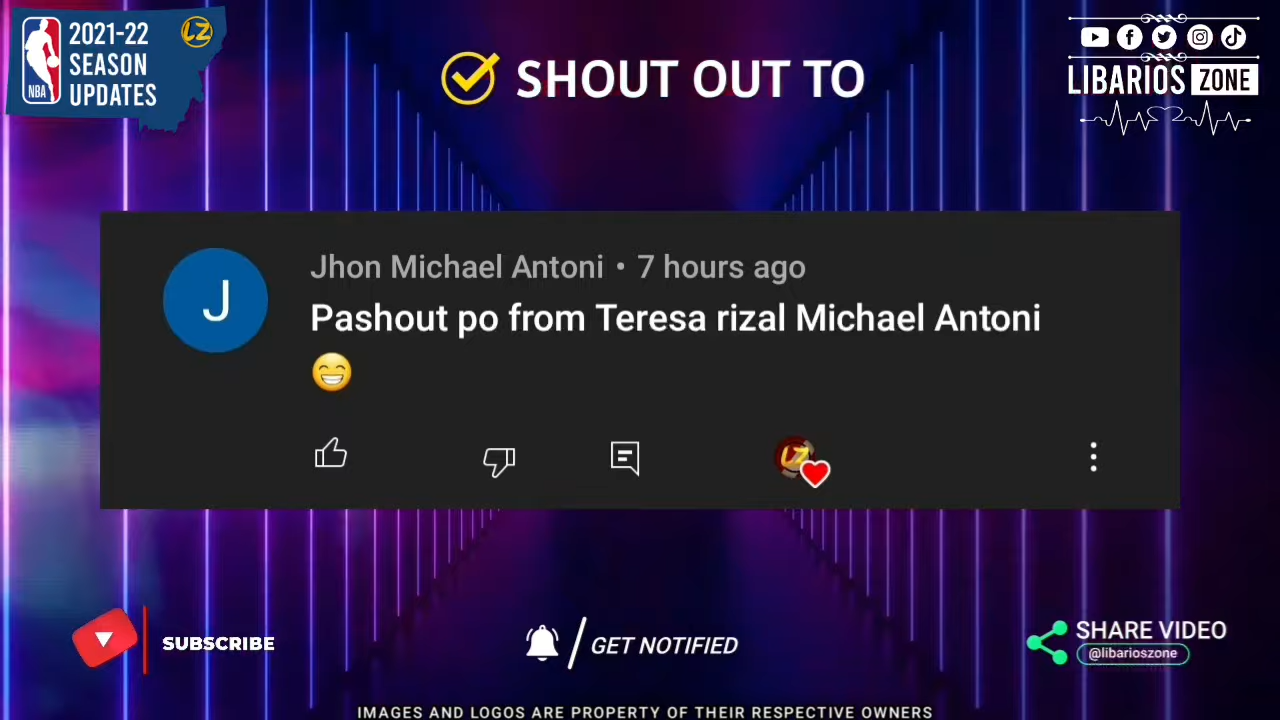 2021-22
SEASON
UPDATES
NBA
LZ
SHOUT OUT TO
LIBARIOS ZONE
J
Jhon Michael Antoni • 7 hours ago
Pashout po from Teresa rizal Michael Antoni
😁
LZ
SUBSCRIBE
GET NOTIFIED
SHARE VIDEO
@libarioszone
IMAGES AND LOGOS ARE PROPERTY OF THEIR RESPECTIVE OWNERS